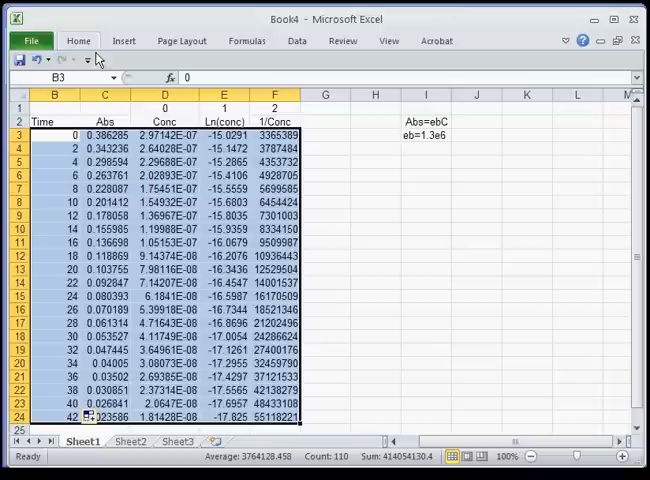 Book4 - Microsoft Excel
File Home Insert Page Layout Formulas Data Review View Acrobat
B3 fx 0
B C D E F G H I J K L M
1 0 1 2
2 Time Abs Conc Ln(conc) 1/Conc Abs=ebC
3 0 0.386285 2.97142E-07 -15.0291 3365389 eb=1.3e6
4 2 0.343236 2.64028E-07 -15.1472 3787484
5 4 0.298594 2.29688E-07 -15.2865 4353732
6 6 0.263761 2.02893E-07 -15.4106 4928705
7 8 0.228087 1.75451E-07 -15.5559 5699585
8 10 0.201412 1.54932E-07 -15.6803 6454424
9 12 0.178058 1.36967E-07 -15.8035 7301003
10 14 0.155985 1.19988E-07 -15.9359 8334150
11 16 0.136698 1.05153E-07 -16.0679 9509987
12 18 0.118869 9.14374E-08 -16.2076 10936443
13 20 0.103755 7.98116E-08 -16.3436 12529504
14 22 0.092847 7.14207E-08 -16.4547 14001537
15 24 0.080393 6.1841E-08 -16.5987 16170509
16 26 0.070189 5.39918E-08 -16.7344 18521346
17 28 0.061314 4.71643E-08 -16.8696 21202496
18 30 0.053527 4.11749E-08 -17.0054 24286624
19 32 0.047445 3.64961E-08 -17.1261 27400176
20 34 0.04005 3.08073E-08 -17.2955 32459790
21 36 0.03502 2.69385E-08 -17.4297 37121533
22 38 0.030851 2.37314E-08 -17.5565 42138279
23 40 0.026841 2.0647E-08 -17.6957 48433108
24 42 023586 1.81428E-08 -17.825 55118221
25
Sheet1 Sheet2 Sheet3
Ready Average: 3764128.458 Count: 110 Sum: 414054130.4 100%